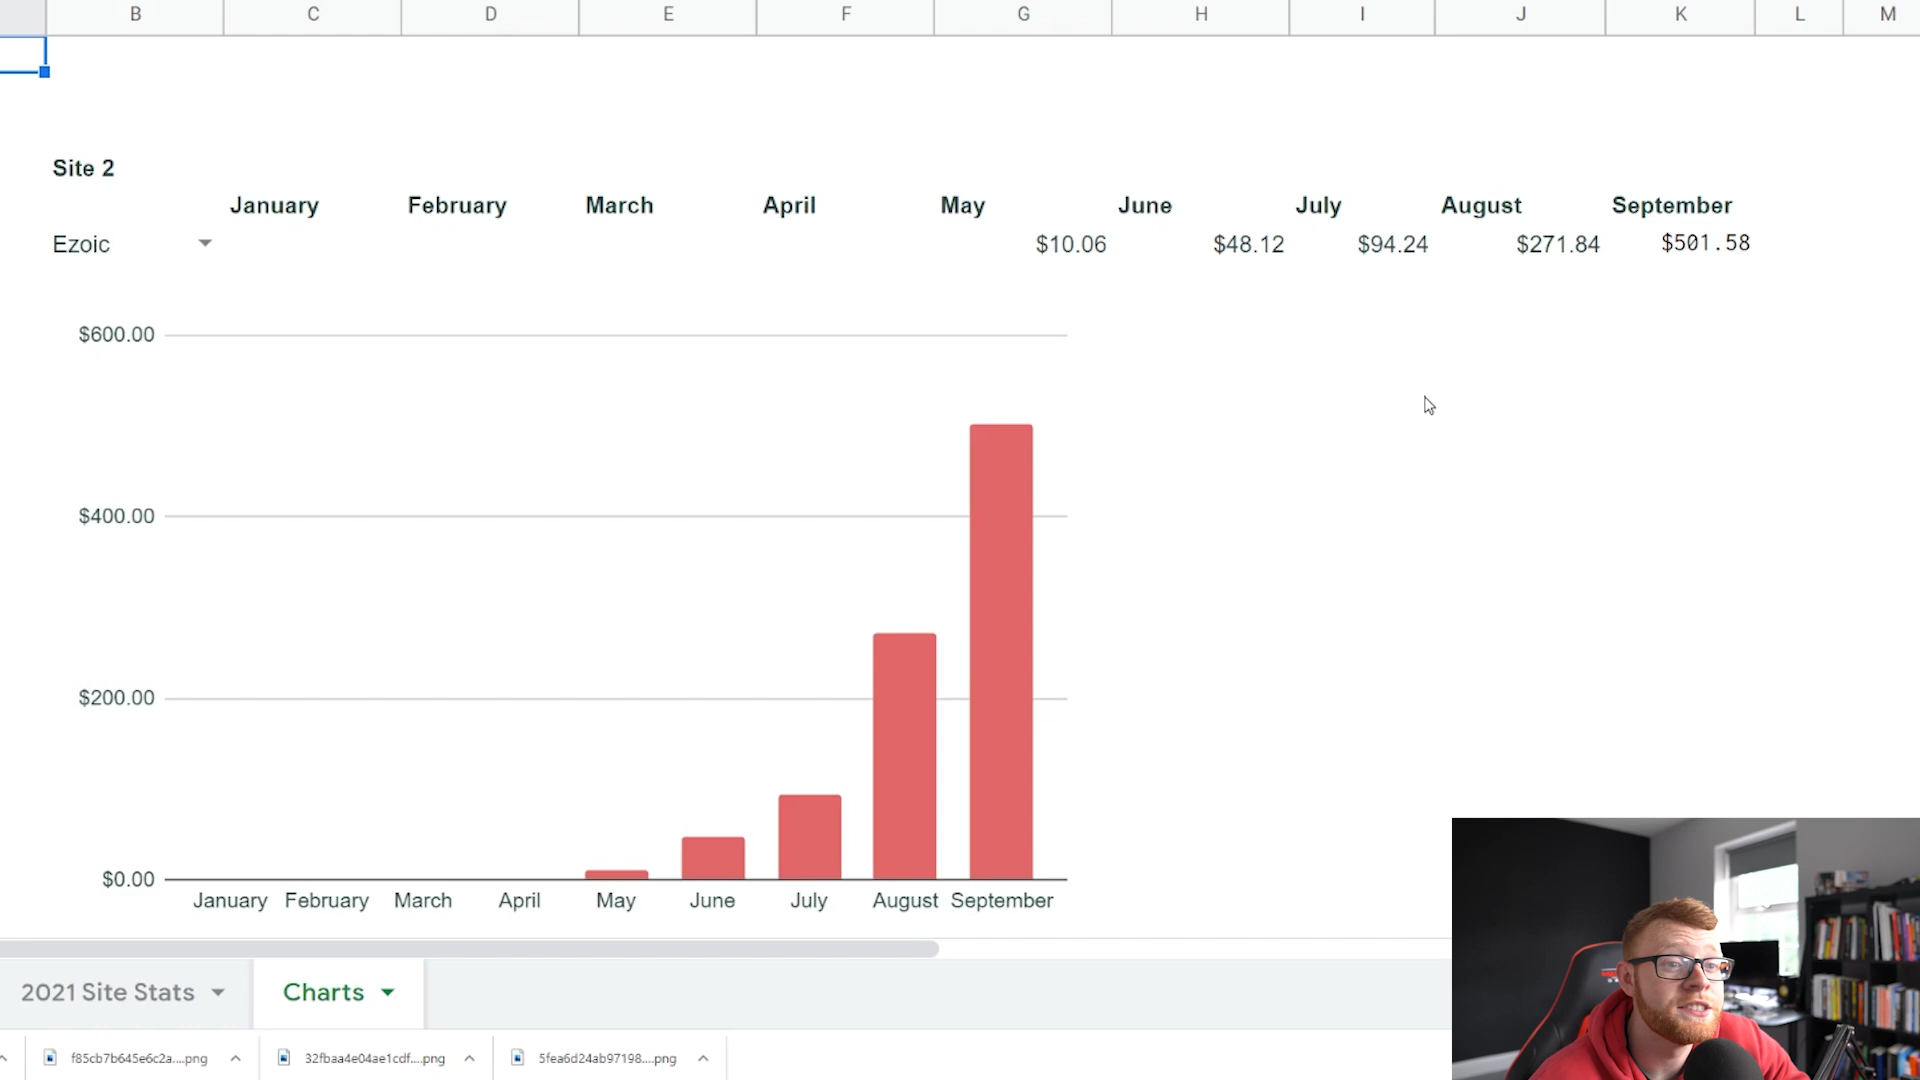 B C D E F G H I J K L M
Site 2
January February March April May June July August September
Ezoic $10.06 $48.12 $94.24 $271.84 $501.58
$600.00
$400.00
$200.00
$0.00
January February March April May June July August September
2021 Site Stats Charts
f85cb7b645e6c2a....png 32fbaa4e04ae1cdf....png 5fea6d24ab97198....png